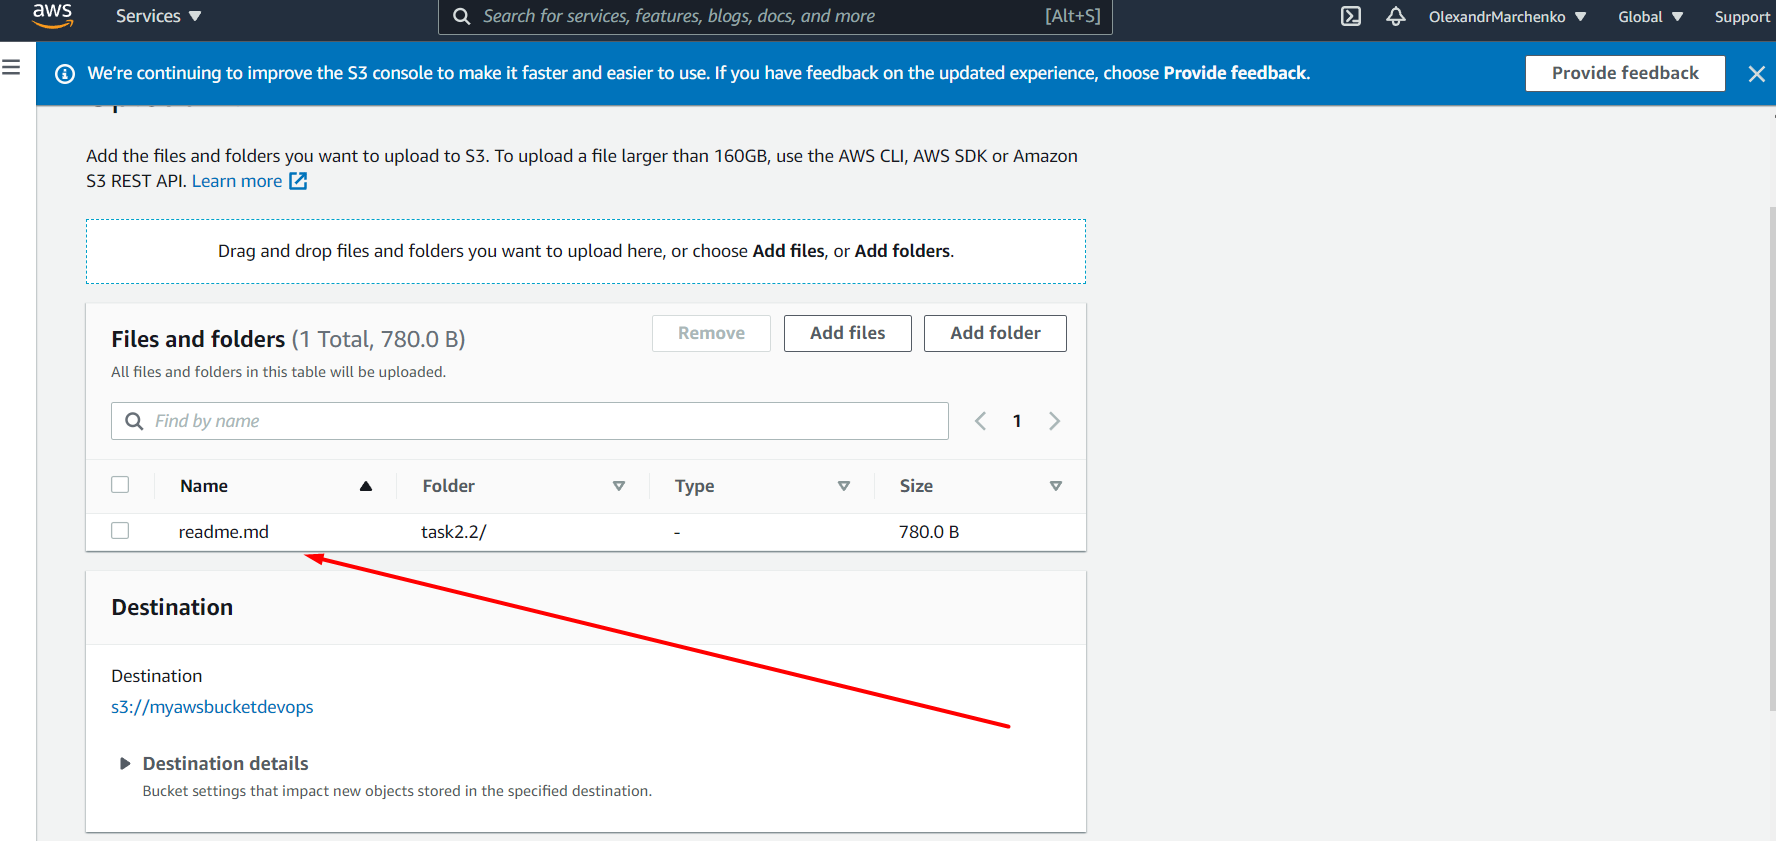 aws Services Search for services, features, blogs, docs, and more [Alt+S] OlexandrMarchenko Global Support
We're continuing to improve the S3 console to make it faster and easier to use. If you have feedback on the updated experience, choose Provide feedback. Provide feedback
Add the files and folders you want to upload to S3. To upload a file larger than 160GB, use the AWS CLI, AWS SDK or Amazon
S3 REST API. Learn more
Drag and drop files and folders you want to upload here, or choose Add files, or Add folders.
Files and folders (1 Total, 780.0 B) Remove Add files Add folder
All files and folders in this table will be uploaded.
Find by name 1
Name Folder Type Size
readme.md task2.2/ - 780.0 B
Destination
Destination
s3://myawsbucketdevops
Destination details
Bucket settings that impact new objects stored in the specified destination.